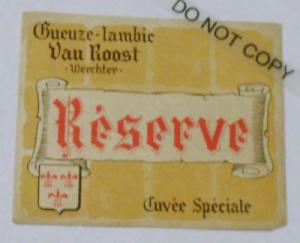 DO NOT COPY
Gueuze-lambic
Van Roost
· Werchter ·
Réserve
Cuvée Spéciale